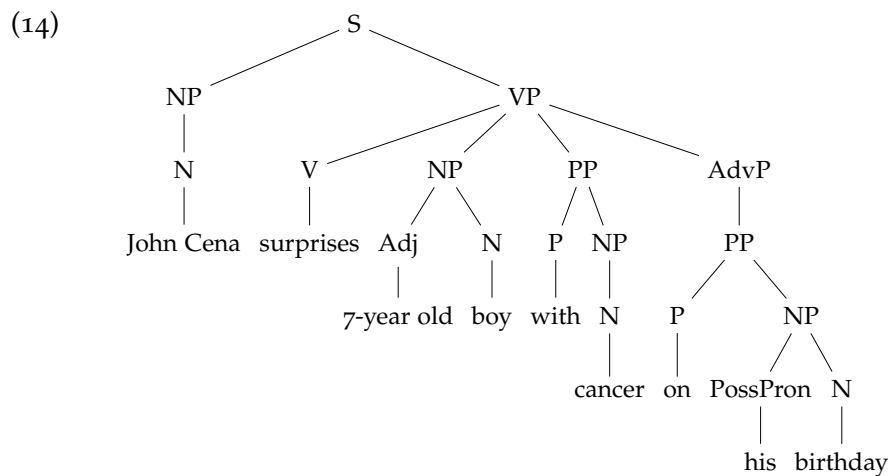 (14) S
NP VP
N V NP PP AdvP
John Cena surprises Adj N P NP PP
7-year old boy with N P NP
cancer on PossPron N
his birthday